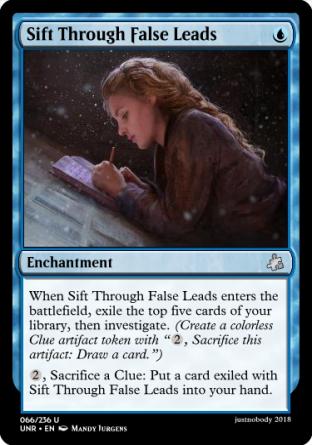 Sift Through False Leads
Enchantment
When Sift Through False Leads enters the
battlefield, exile the top five cards of your
library, then investigate. (Create a colorless
Clue artifact token with “2, Sacrifice this
artifact: Draw a card.”)
2, Sacrifice a Clue: Put a card exiled with
Sift Through False Leads into your hand.
066/236 U
UNR • EN Mandy Jurgens
justnobody 2018